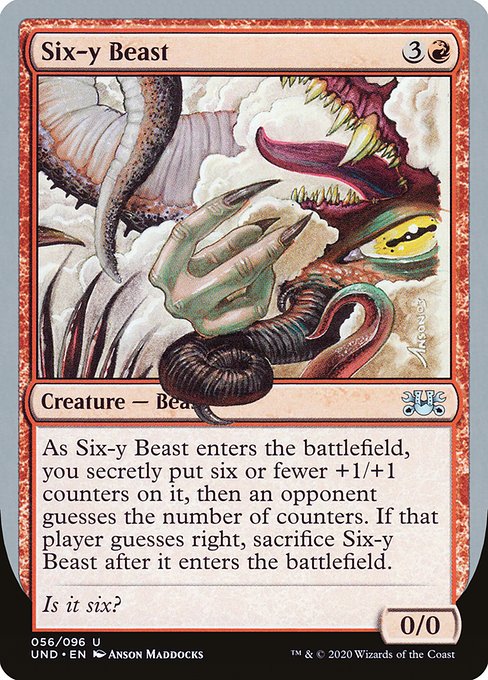 Six-y Beast 3
Creature — Beas
As Six-y Beast enters the battlefield,
you secretly put six or fewer +1/+1
counters on it, then an opponent
guesses the number of counters. If that
player guesses right, sacrifice Six-y
Beast after it enters the battlefield.
Is it six?
0/0
056/096 U
UND • EN ANSON MADDOCKS
™ & © 2020 Wizards of the Coast